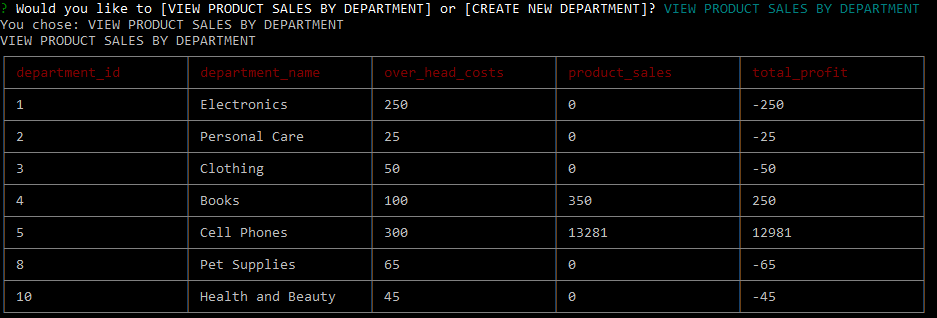 ? Would you like to [VIEW PRODUCT SALES BY DEPARTMENT] or [CREATE NEW DEPARTMENT]? VIEW PRODUCT SALES BY DEPARTMENT
You chose: VIEW PRODUCT SALES BY DEPARTMENT
VIEW PRODUCT SALES BY DEPARTMENT
department_id department_name over_head_costs product_sales total_profit
1 Electronics 250 0 -250
2 Personal Care 25 0 -25
3 Clothing 50 0 -50
4 Books 100 350 250
5 Cell Phones 300 13281 12981
8 Pet Supplies 65 0 -65
10 Health and Beauty 45 0 -45